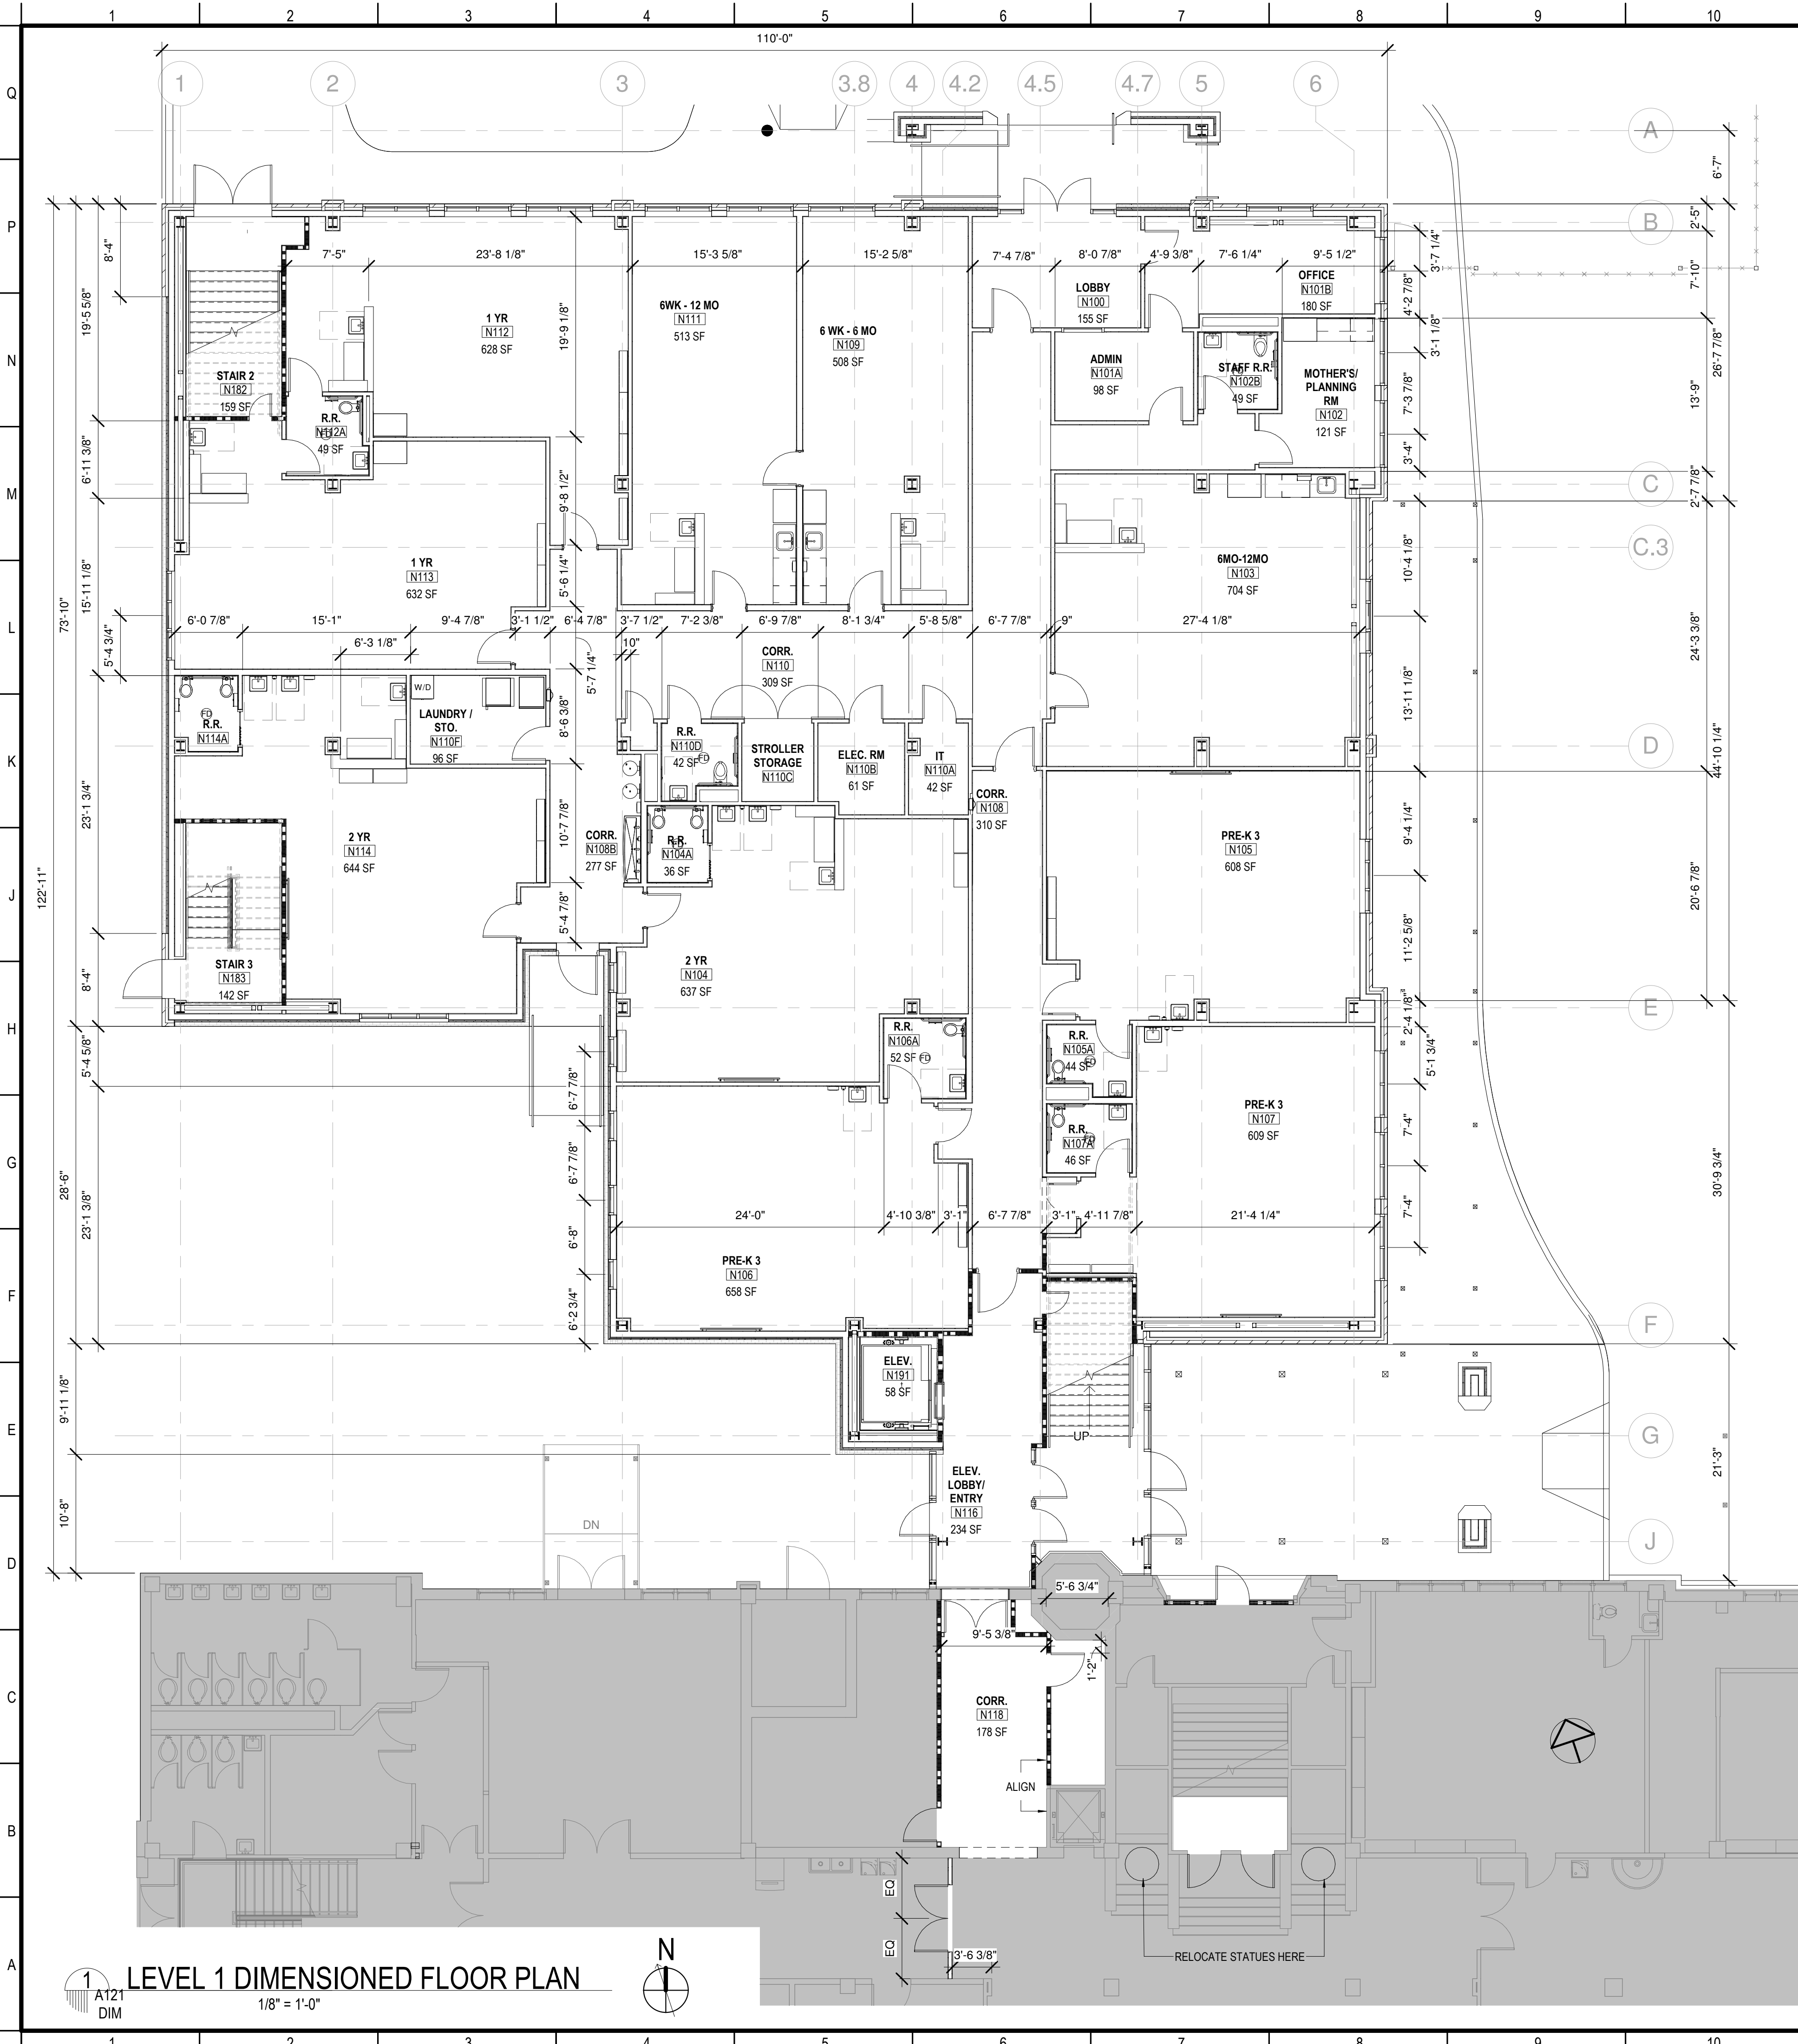 1 2 3 4 5 6 7 8 9 10
110'-0"
1 2 3 3.8 4 4.2 4.5 4.7 5 6
Q
A
6'-7"
P
B
2'-5"
8'-4"
7'-5"
23'-8 1/8"
15'-3 5/8"
15'-2 5/8"
7'-4 7/8"
8'-0 7/8"
4'-9 3/8"
7'-6 1/4"
9'-5 1/2"
3'-7 1/4"
7'-10"
OFFICE
N101B
180 SF
LOBBY
N100
155 SF
4'-2 7/8"
6WK - 12 MO
N111
513 SF
19'-5 5/8"
1 YR
N112
628 SF
19'-9 1/8"
6 WK - 6 MO
N109
508 SF
3'-1 1/8"
26'-7 7/8"
N
ADMIN
N101A
98 SF
STAFF R.R.
N102B
49 SF
MOTHER'S/
PLANNING
RM
N102
121 SF
7'-3 7/8"
13'-9"
STAIR 2
N182
159 SF
R.R.
N112A
49 SF
3'-4"
6'-11 3/8"
M
9'-8 1/2"
C
2'-7 7/8"
C.3
1 YR
N113
632 SF
5'-6 1/4"
6MO-12MO
N103
704 SF
10'-4 1/8"
73'-10"
15'-11 1/8"
L
6'-0 7/8"
15'-1"
9'-4 7/8"
3'-1 1/2"
6'-4 7/8"
3'-7 1/2"
7'-2 3/8"
6'-9 7/8"
8'-1 3/4"
5'-8 5/8"
6'-7 7/8"
9"
27'-4 1/8"
5'-4 3/4"
6'-3 1/8"
10"
24'-3 3/8"
CORR.
N110
309 SF
5'-7 1/4"
W/D
13'-11 1/8"
LAUNDRY /
STO.
N110F
96 SF
8'-6 3/8"
FD
R.R.
N114A
K
R.R.
N110D
42 SF
FD
STROLLER
STORAGE
N110C
ELEC. RM
N110B
61 SF
IT
N110A
42 SF
D
44'-10 1/4"
CORR.
N108
310 SF
23'-1 3/4"
2 YR
N114
644 SF
10'-7 7/8"
CORR.
N108B
277 SF
R.R.
N104A
36 SF
PRE-K 3
N105
608 SF
9'-4 1/4"
122'-11"
J
5'-4 7/8"
20'-6 7/8"
11'-2 5/8"
STAIR 3
N183
142 SF
8'-4"
2 YR
N104
637 SF
H
E
2'-4 1/8"
R.R.
N106A
52 SF
FD
R.R.
N105A
44 SF
FD
5'-1 3/4"
5'-4 5/8"
6'-7 7/8"
PRE-K 3
N107
609 SF
7'-4"
R.R.
N107A
46 SF
FD
G
6'-7 7/8"
28'-6"
23'-1 3/8"
30'-9 3/4"
7'-4"
24'-0"
4'-10 3/8"
3'-1"
6'-7 7/8"
3'-1"
4'-11 7/8"
21'-4 1/4"
6'-8"
PRE-K 3
N106
658 SF
F
6'-2 3/4"
F
ELEV.
N191
58 SF
9'-11 1/8"
E
UP
G
21'-3"
ELEV.
LOBBY/
ENTRY
N116
234 SF
10'-8"
DN
J
D
5'-6 3/4"
9'-5 3/8"
1'-2"
C
CORR.
N118
178 SF
ALIGN
B
EQ
EQ
3'-6 3/8"
RELOCATE STATUES HERE
A
1
A121
DIM
LEVEL 1 DIMENSIONED FLOOR PLAN
1/8" = 1'-0"
N
1 2 3 4 5 6 7 8 9 10